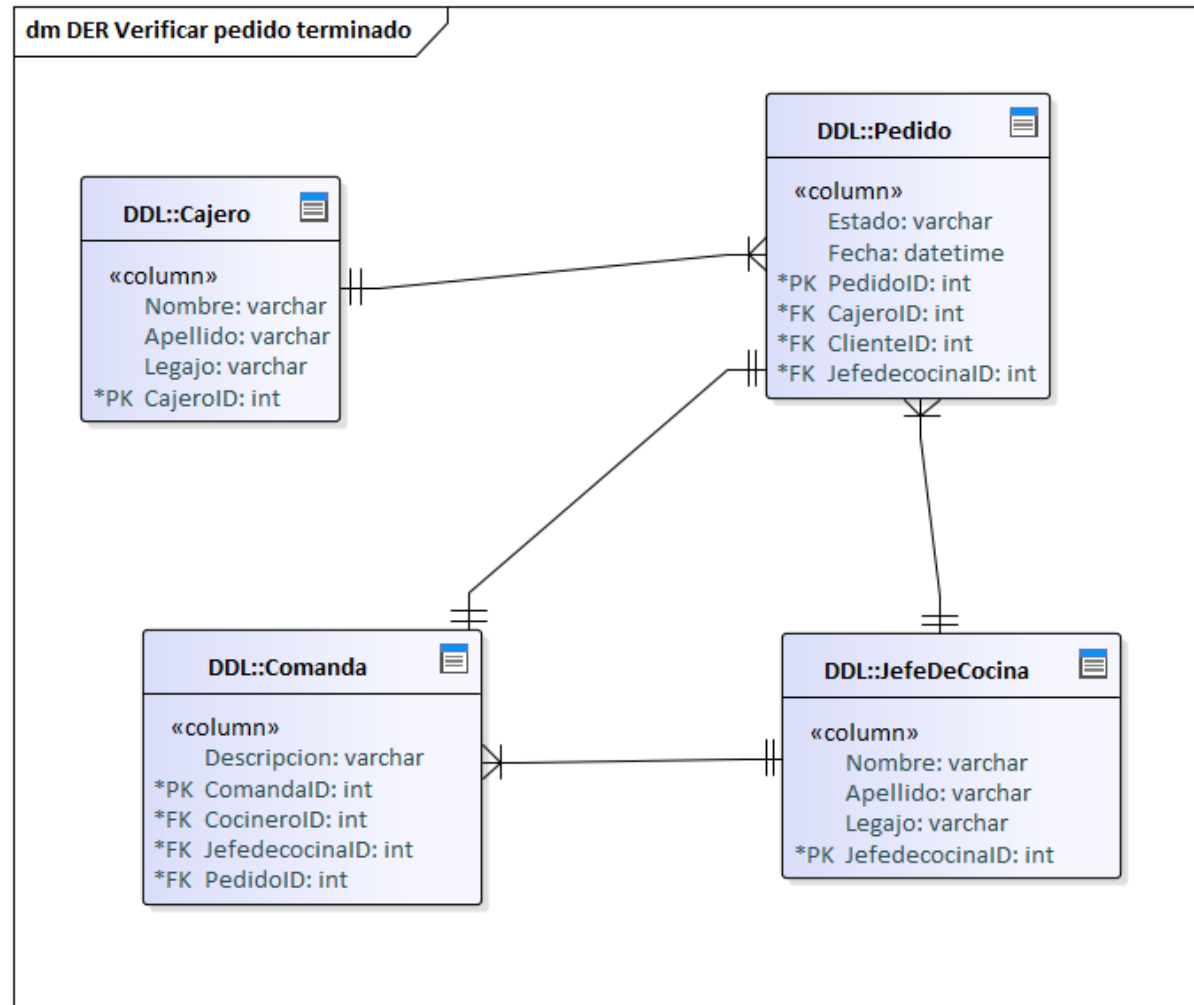 dm DER Verificar pedido terminado
DDL::Cajero
«column»
Nombre: varchar
Apellido: varchar
Legajo: varchar
*PK CajeroID: int
DDL::Pedido
«column»
Estado: varchar
Fecha: datetime
*PK PedidoID: int
*FK CajeroID: int
*FK ClienteID: int
*FK JefedecocinaID: int
DDL::Comanda
«column»
Descripcion: varchar
*PK ComandaID: int
*FK CocineroID: int
*FK JefedecocinaID: int
*FK PedidoID: int
DDL::JefeDeCocina
«column»
Nombre: varchar
Apellido: varchar
Legajo: varchar
*PK JefedecocinaID: int